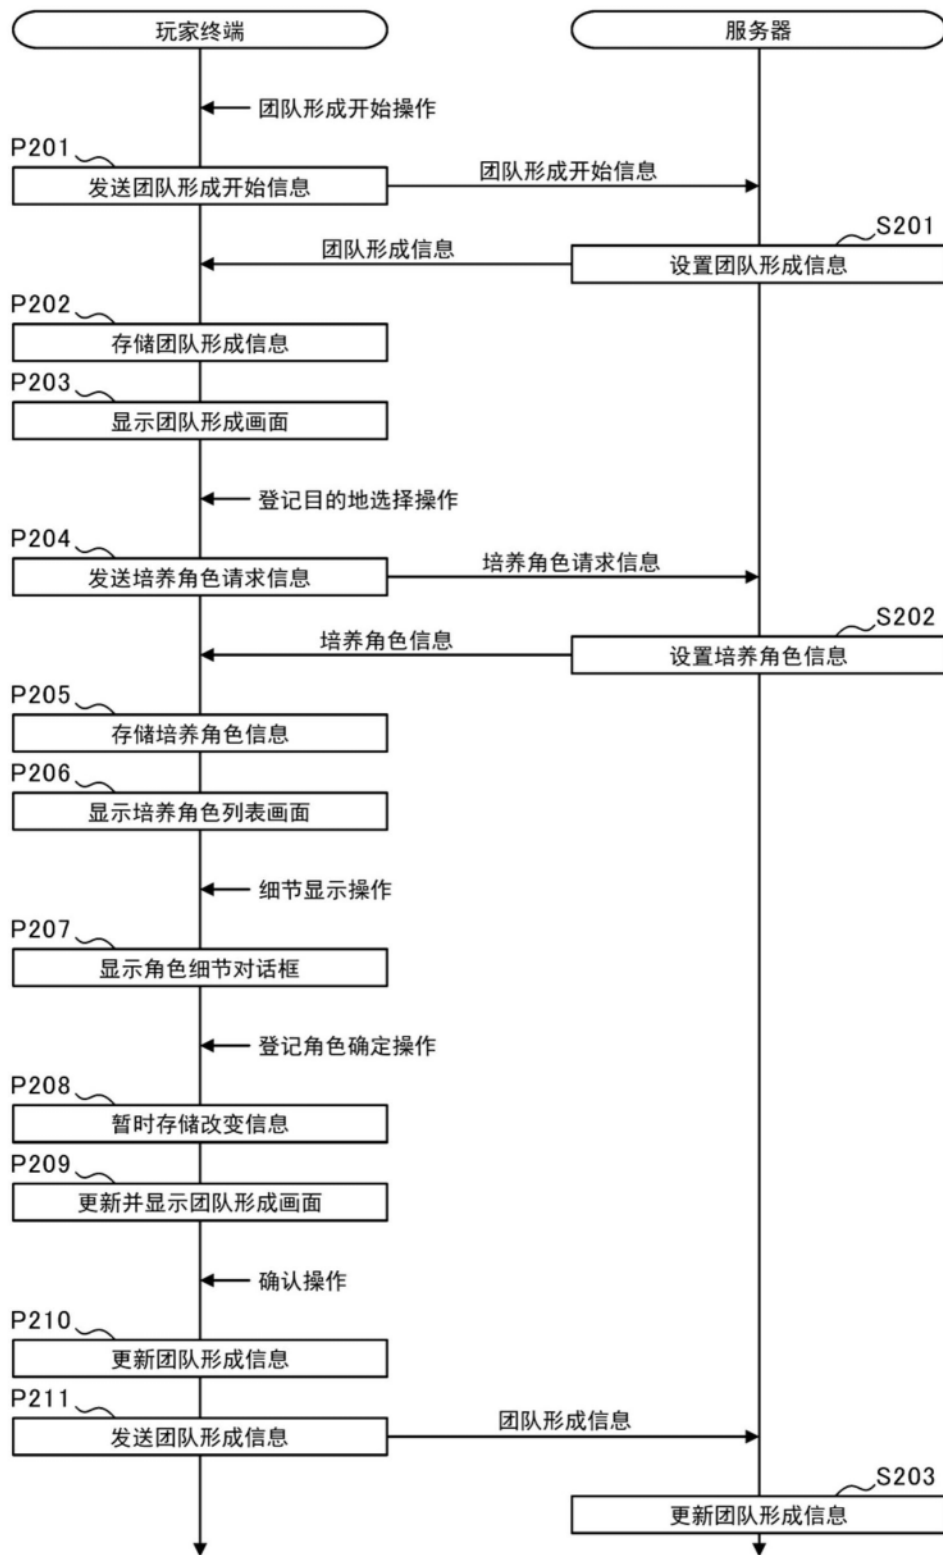 玩家终端
服务器
团队形成开始操作
P201
发送团队形成开始信息
团队形成开始信息
S201
团队形成信息
设置团队形成信息
P202
存储团队形成信息
P203
显示团队形成画面
登记目的地选择操作
P204
发送培养角色请求信息
培养角色请求信息
S202
培养角色信息
设置培养角色信息
P205
存储培养角色信息
P206
显示培养角色列表画面
细节显示操作
P207
显示角色细节对话框
登记角色确定操作
P208
暂时存储改变信息
P209
更新并显示团队形成画面
确认操作
P210
更新团队形成信息
P211
发送团队形成信息
团队形成信息
S203
更新团队形成信息